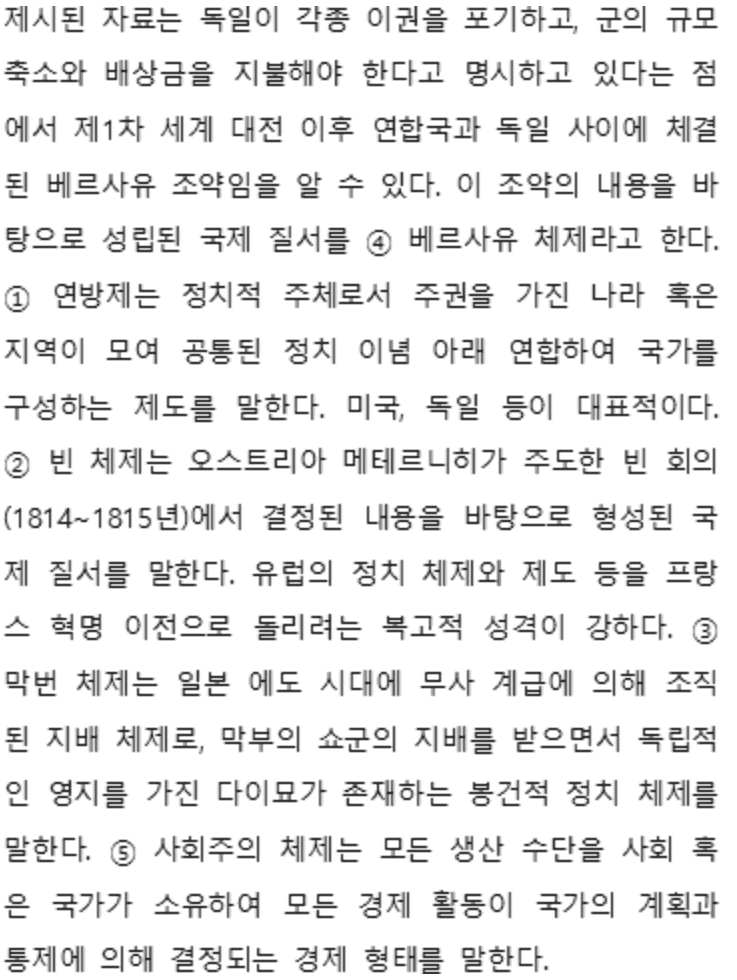 제시된 자료는 독일이 각종 이권을 포기하고, 군의 규모
축소와 배상금을 지불해야 한다고 명시하고 있다는 점
에서 제1차 세계 대전 이후 연합국과 독일 사이에 체결
된 베르사유 조약임을 알 수 있다. 이 조약의 내용을 바
탕으로 성립된 국제 질서를 ④ 베르사유 체제라고 한다.
① 연방제는 정치적 주체로서 주권을 가진 나라 혹은
지역이 모여 공통된 정치 이념 아래 연합하여 국가를
구성하는 제도를 말한다. 미국, 독일 등이 대표적이다.
② 빈 체제는 오스트리아 메테르니히가 주도한 빈 회의
(1814~1815년)에서 결정된 내용을 바탕으로 형성된 국
제 질서를 말한다. 유럽의 정치 체제와 제도 등을 프랑
스 혁명 이전으로 돌리려는 복고적 성격이 강하다. ③
막번 체제는 일본 에도 시대에 무사 계급에 의해 조직
된 지배 체제로, 막부의 쇼군의 지배를 받으면서 독립적
인 영지를 가진 다이묘가 존재하는 봉건적 정치 체제를
말한다. ⑤ 사회주의 체제는 모든 생산 수단을 사회 혹
은 국가가 소유하여 모든 경제 활동이 국가의 계획과
통제에 의해 결정되는 경제 형태를 말한다.